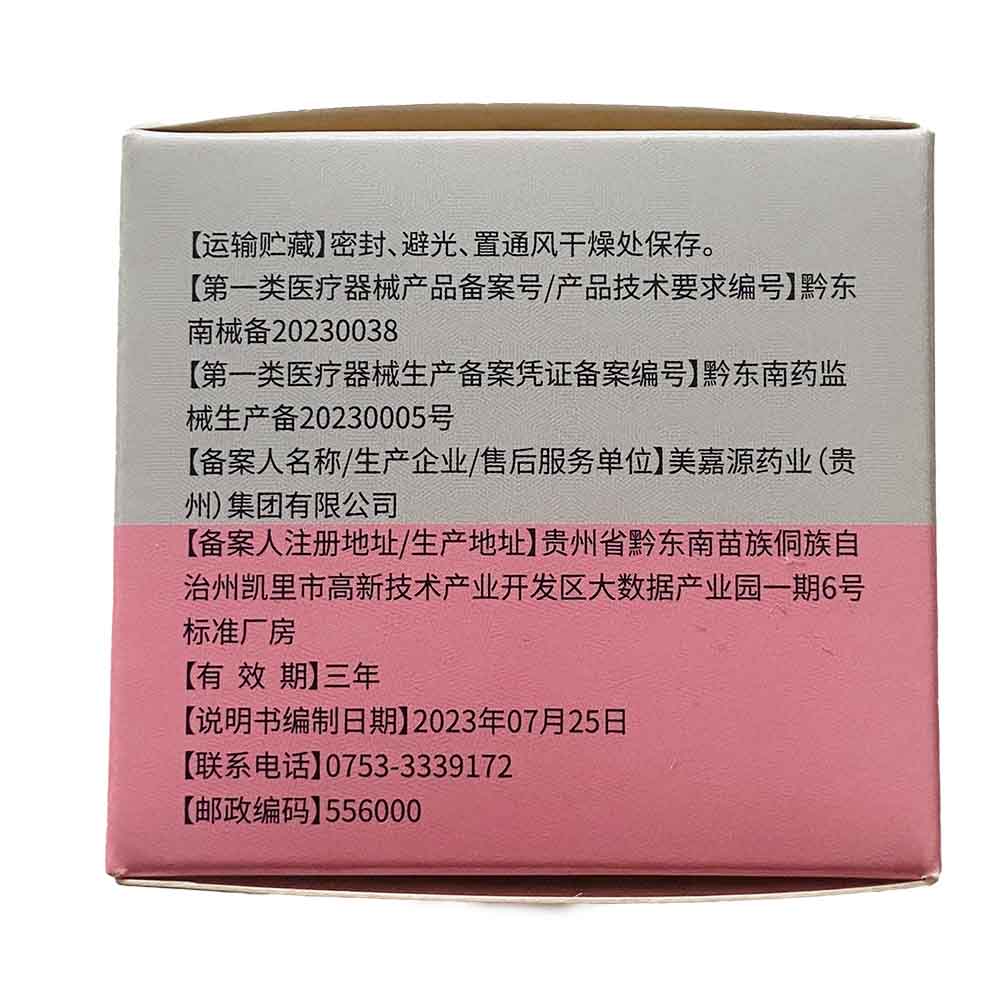 【运输贮藏】密封、避光、置通风干燥处保存。
【第一类医疗器械产品备案号/产品技术要求编号】黔东
南械备20230038
【第一类医疗器械生产备案凭证备案编号】黔东南药监
械生产备20230005号
【备案人名称/生产企业/售后服务单位】美嘉源药业(贵
州)集团有限公司
【备案人注册地址/生产地址】贵州省黔东南苗族侗族自
治州凯里市高新技术产业开发区大数据产业园一期6号
标准厂房
【有 效 期】三年
【说明书编制日期】2023年07月25日
【联系电话】0753-3339172
【邮政编码】556000